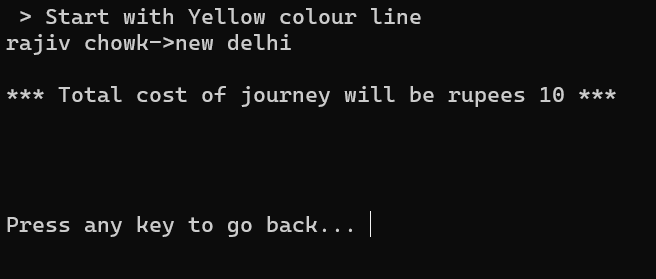 > Start with Yellow colour line
rajiv chowk->new delhi
*** Total cost of journey will be rupees 10 ***
Press any key to go back...